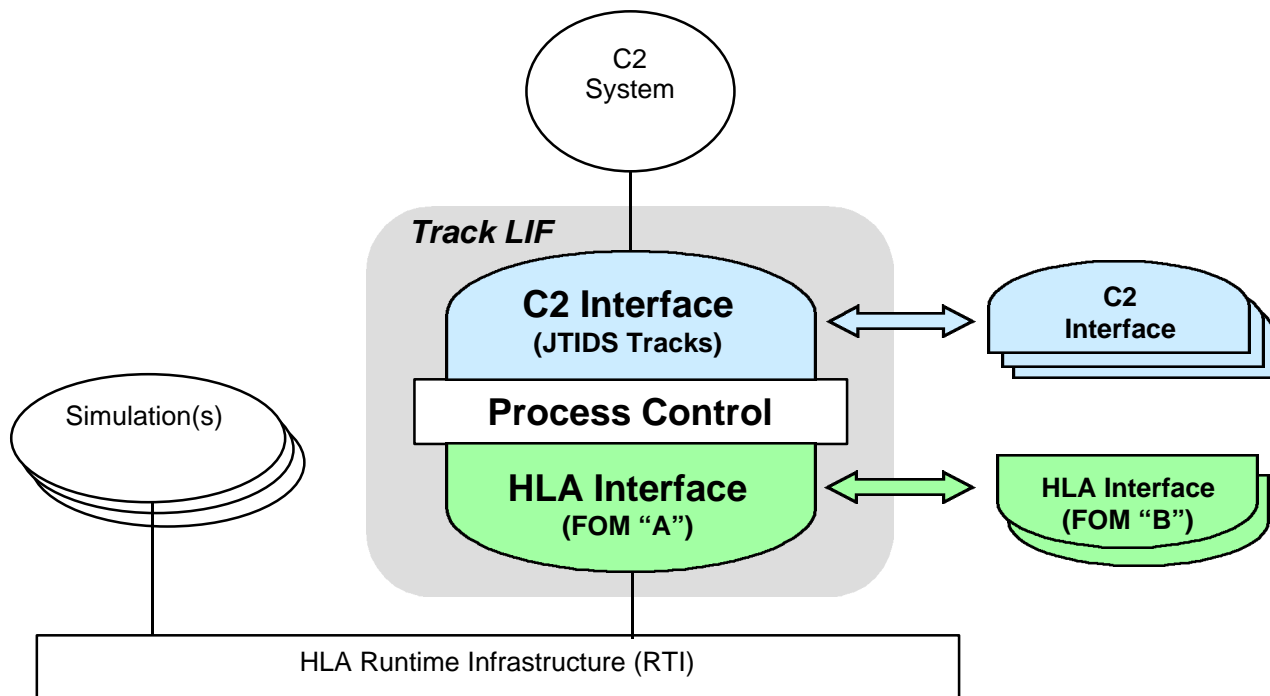 C2
System
Track LIF
C2 Interface
(JTIDS Tracks)
C2
Interface
Process Control
Simulation(s)
HLA Interface
(FOM “A”)
HLA Interface
(FOM “B”)
HLA Runtime Infrastructure (RTI)